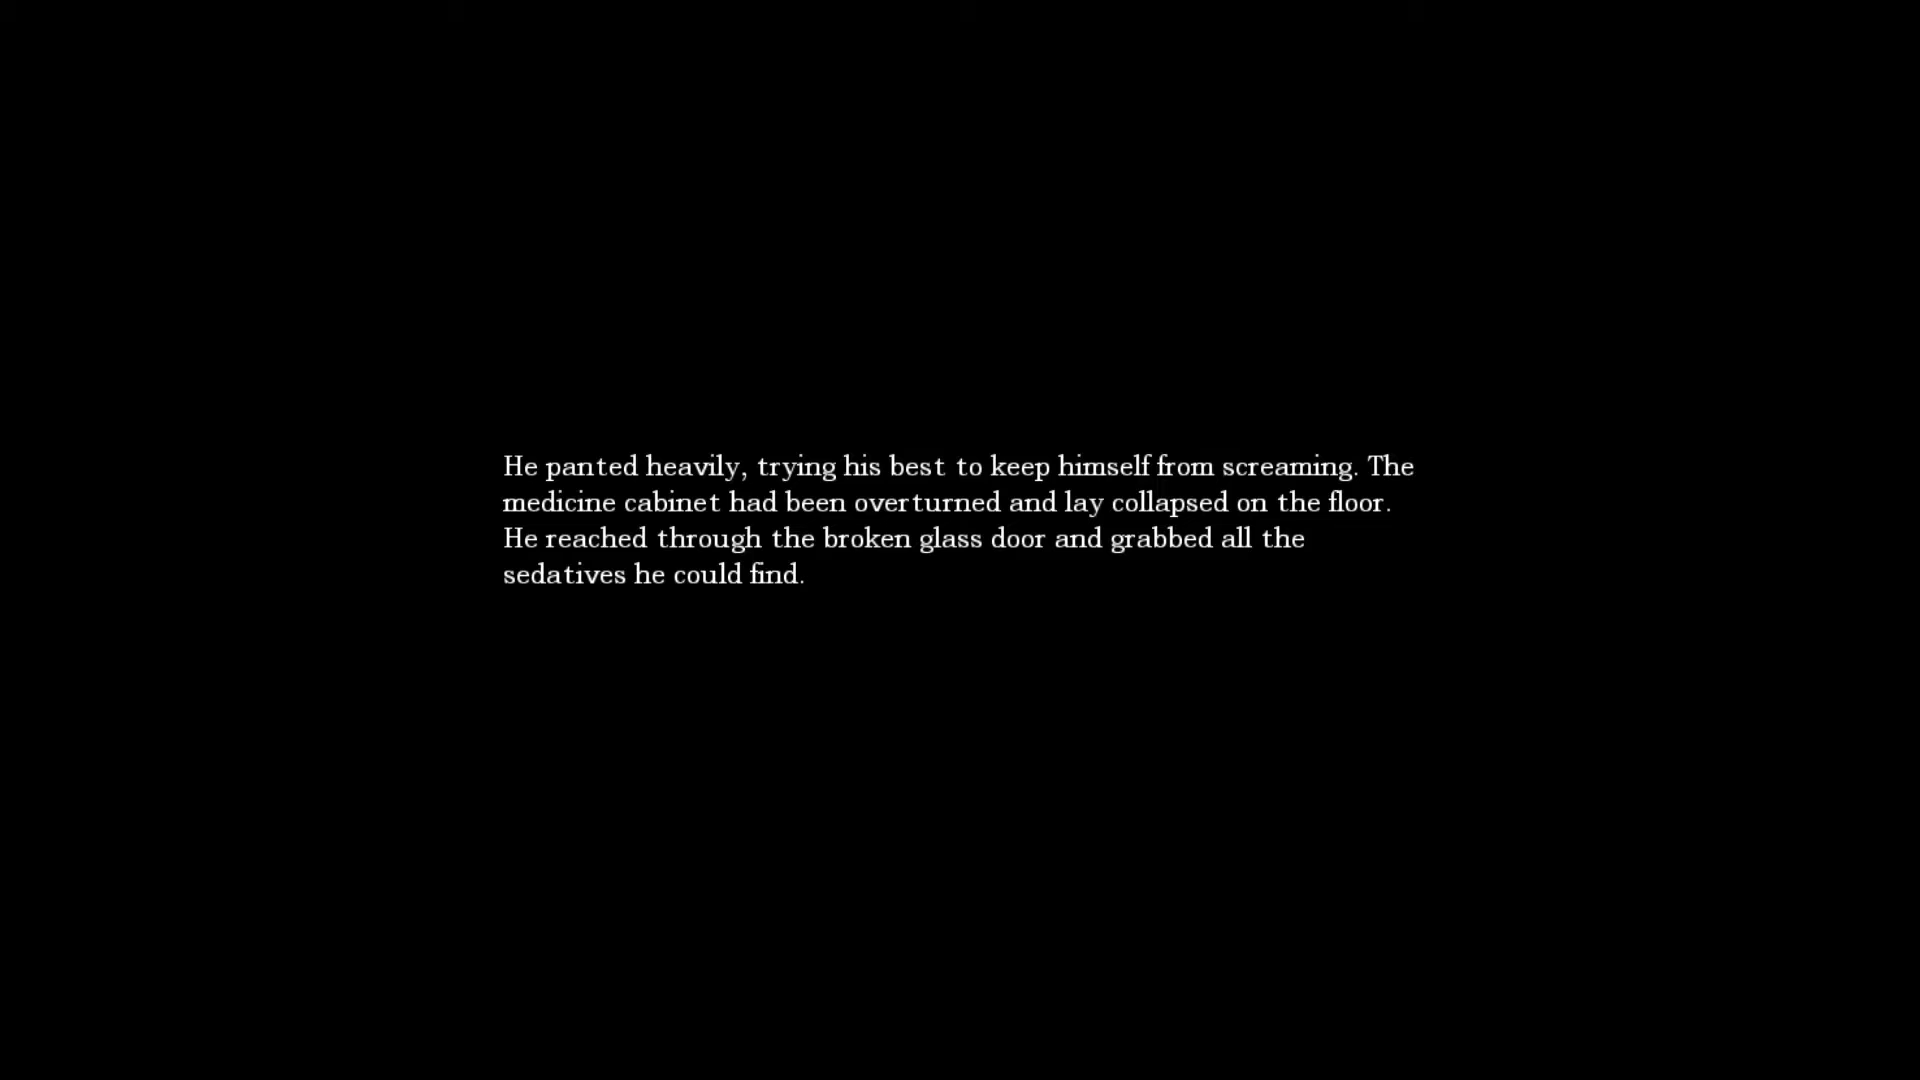 He panted heavily, trying his best to keep himself from screaming. The
medicine cabinet had been overturned and lay collapsed on the floor.
He reached through the broken glass door and grabbed all the
sedatives he could find.